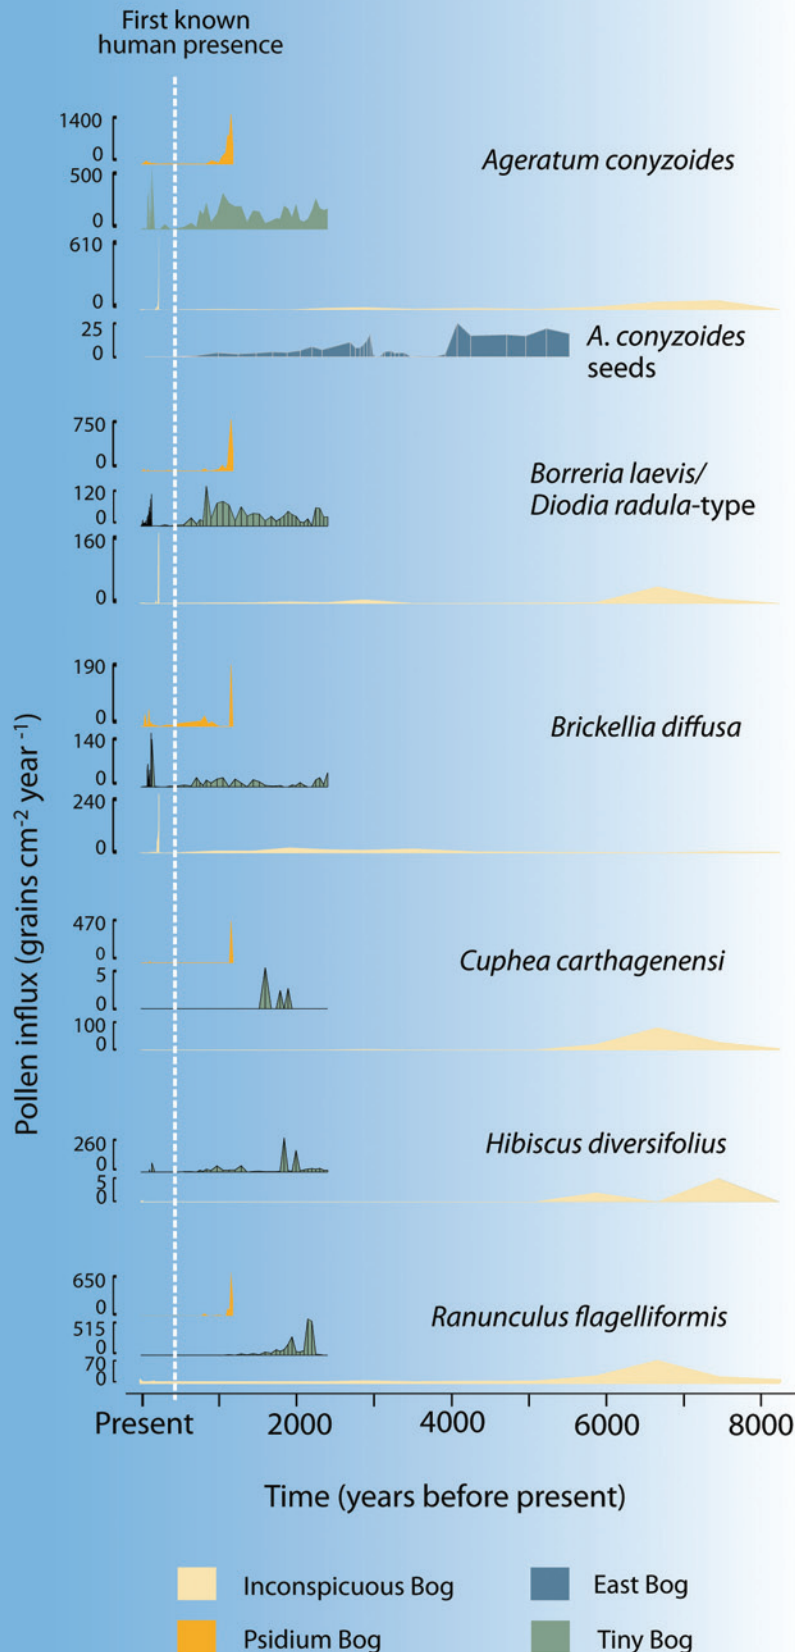 First known
human presence
1400
0
Ageratum conyzoides
500
0
610
0
25
0
A. conyzoides
seeds
750
0
Borreria laevis/
Diodia radula-type
120
0
160
0
190
0
Brickellia diffusa
140
0
240
0
470
0
Cuphea carthagenensi
5
0
100
0
Hibiscus diversifolius
260
0
5
0
650
0
Ranunculus flagelliformis
515
0
70
0
Pollen influx (grains cm-2 year -1)
Present 2000 4000 6000 8000
Time (years before present)
Inconspicuous Bog
East Bog
Psidium Bog
Tiny Bog